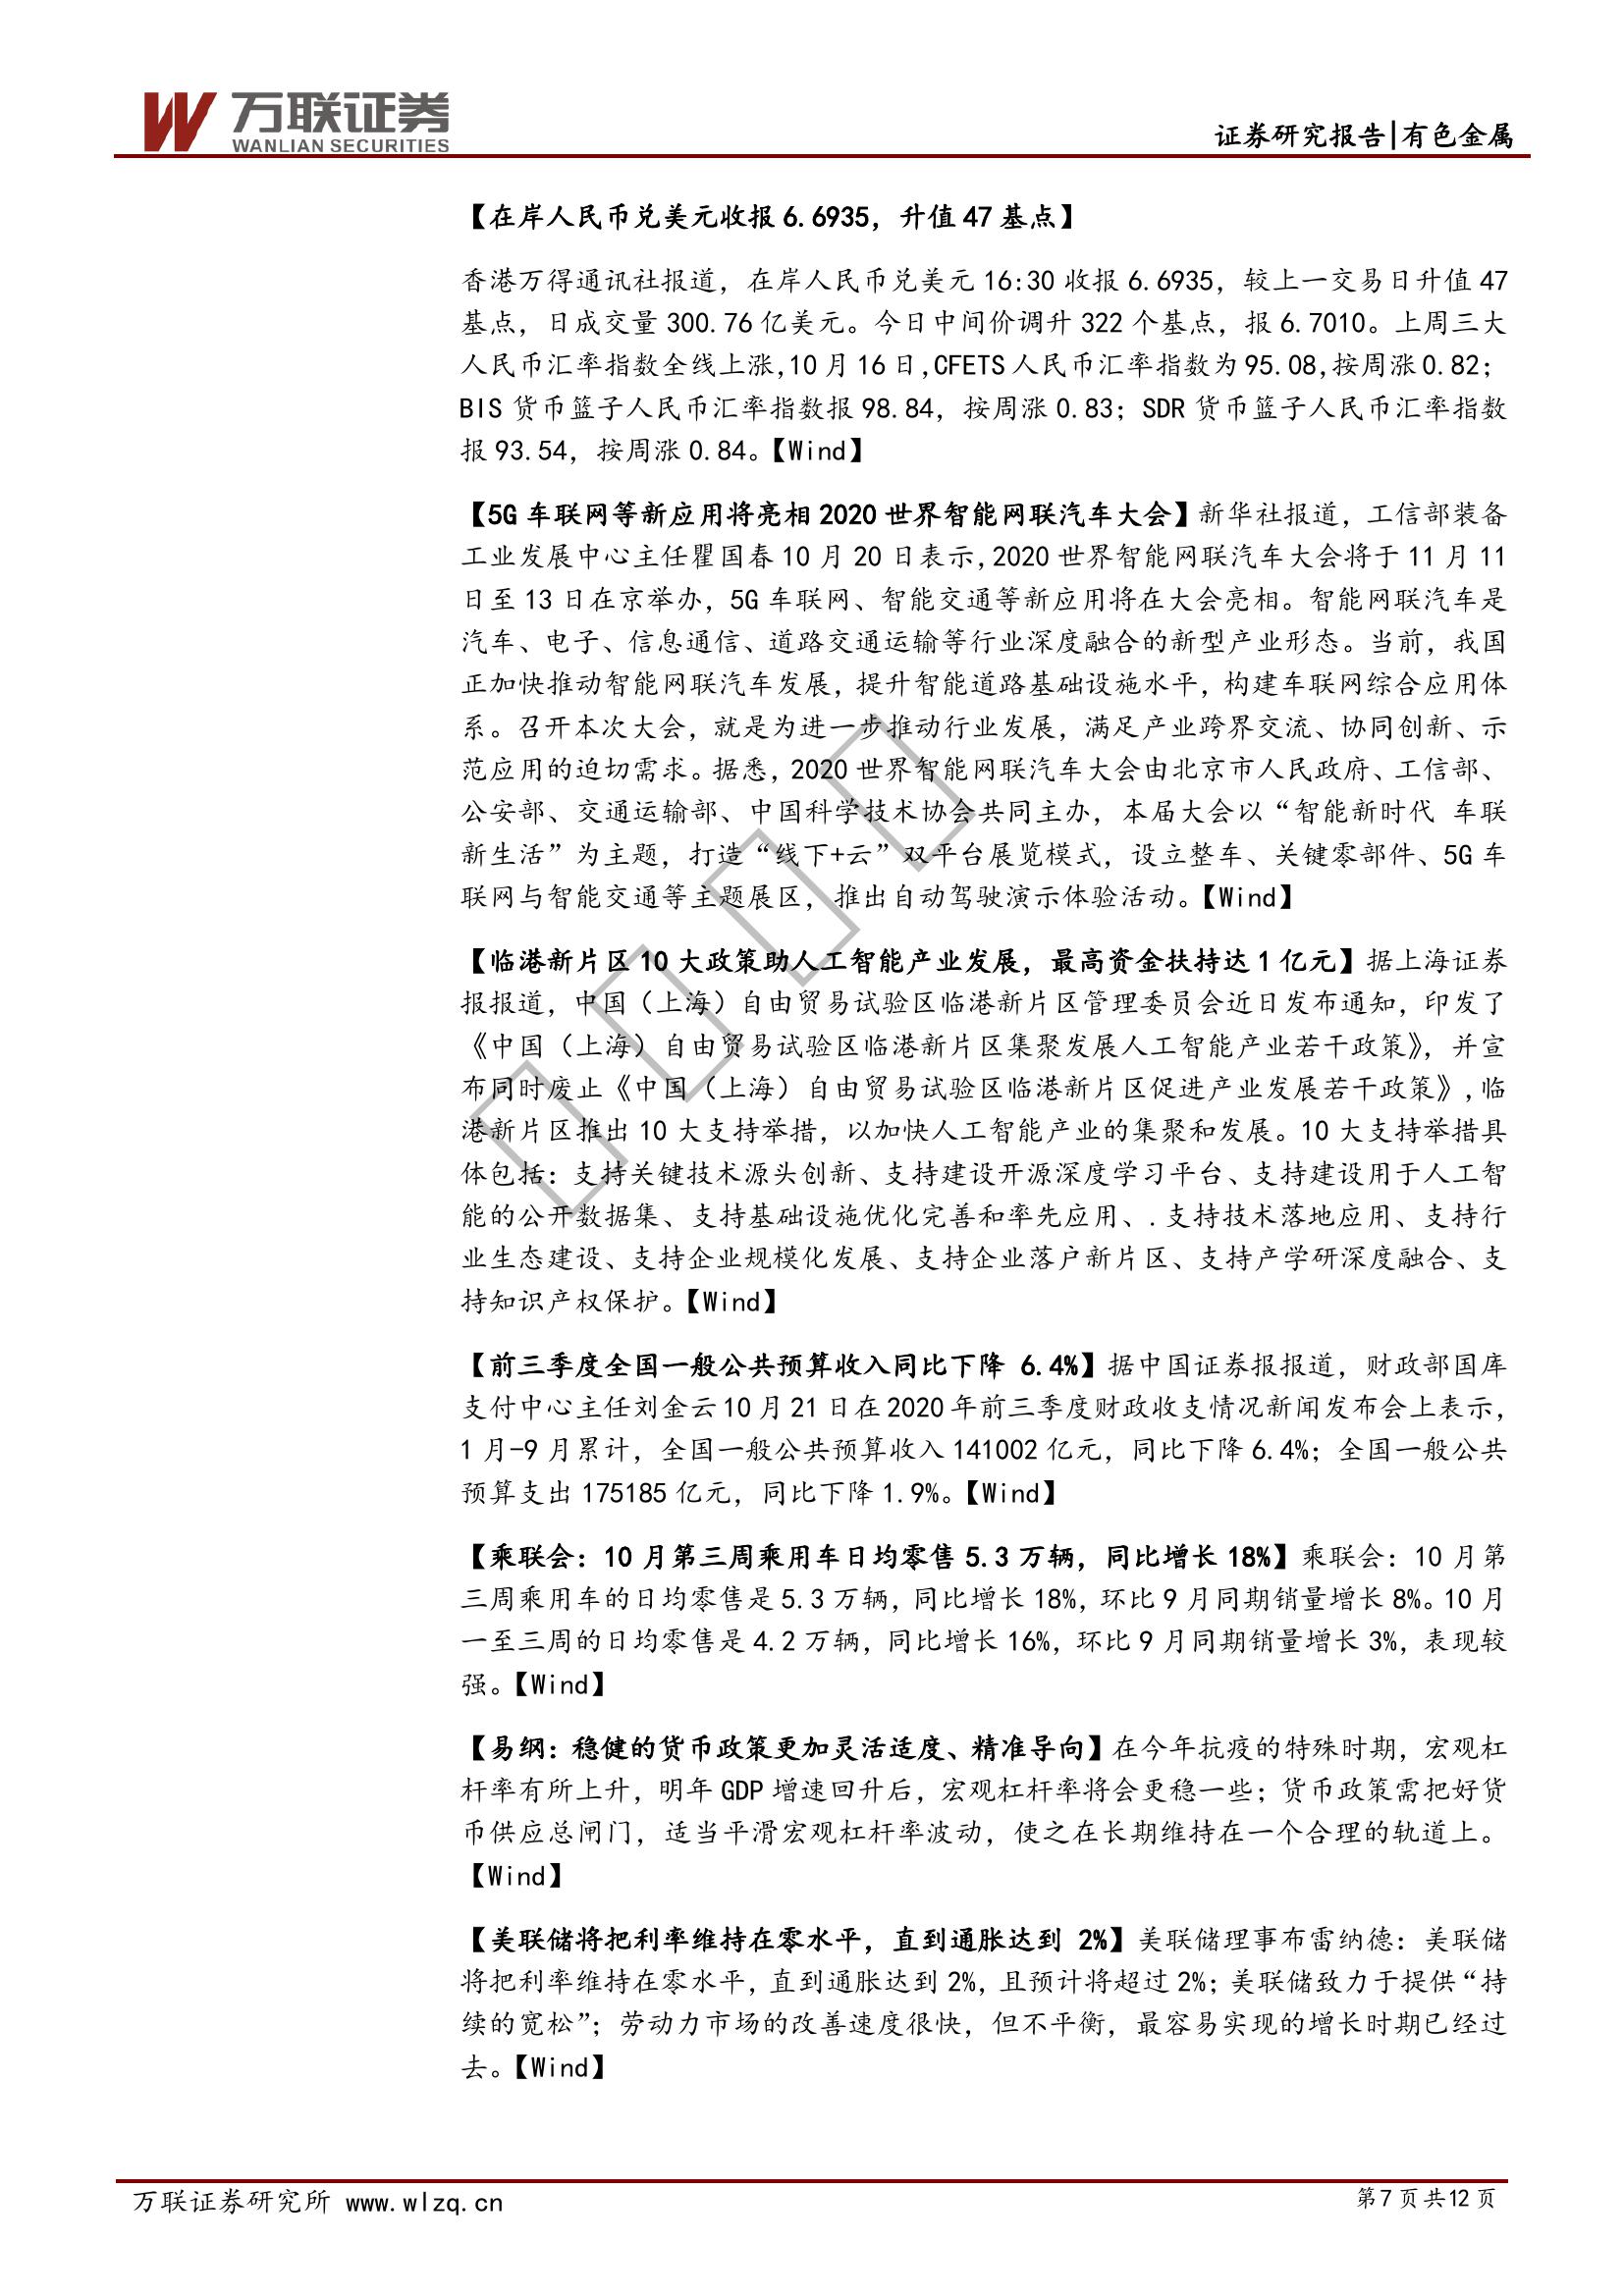 万联证券
WANLIAN SECURITIES
证券研究报告|有色金属
【在岸人民币兑美元收报 6.6935，升值 47 基点】
香港万得通讯社报道，在岸人民币兑美元 16:30 收报 6.6935，较上一交易日升值 47
基点，日成交量 300.76 亿美元。今日中间价调升 322 个基点，报 6.7010。上周三大
人民币汇率指数全线上涨,10 月 16 日,CFETS 人民币汇率指数为 95.08,按周涨 0.82；
BIS 货币篮子人民币汇率指数报 98.84，按周涨 0.83；SDR 货币篮子人民币汇率指数
报 93.54，按周涨 0.84。【Wind】
【5G 车联网等新应用将亮相 2020 世界智能网联汽车大会】新华社报道，工信部装备
工业发展中心主任瞿国春 10 月 20 日表示,2020 世界智能网联汽车大会将于 11 月 11
日至 13 日在京举办，5G 车联网、智能交通等新应用将在大会亮相。智能网联汽车是
汽车、电子、信息通信、道路交通运输等行业深度融合的新型产业形态。当前，我国
正加快推动智能网联汽车发展，提升智能道路基础设施水平，构建车联网综合应用体
系。召开本次大会，就是为进一步推动行业发展，满足产业跨界交流、协同创新、示
范应用的迫切需求。据悉，2020 世界智能网联汽车大会由北京市人民政府、工信部、
公安部、交通运输部、中国科学技术协会共同主办，本届大会以“智能新时代 车联
新生活”为主题，打造“线下+云”双平台展览模式，设立整车、关键零部件、5G 车
联网与智能交通等主题展区，推出自动驾驶演示体验活动。【Wind】
【临港新片区 10 大政策助人工智能产业发展，最高资金扶持达 1 亿元】据上海证券
报报道，中国（上海）自由贸易试验区临港新片区管理委员会近日发布通知，印发了
《中国（上海）自由贸易试验区临港新片区集聚发展人工智能产业若干政策》，并宣
布同时废止《中国（上海）自由贸易试验区临港新片区促进产业发展若干政策》,临
港新片区推出 10 大支持举措，以加快人工智能产业的集聚和发展。10 大支持举措具
体包括：支持关键技术源头创新、支持建设开源深度学习平台、支持建设用于人工智
能的公开数据集、支持基础设施优化完善和率先应用、.支持技术落地应用、支持行
业生态建设、支持企业规模化发展、支持企业落户新片区、支持产学研深度融合、支
持知识产权保护。【Wind】
【前三季度全国一般公共预算收入同比下降 6.4%】据中国证券报报道，财政部国库
支付中心主任刘金云 10 月 21 日在 2020 年前三季度财政收支情况新闻发布会上表示，
1 月-9 月累计，全国一般公共预算收入 141002 亿元，同比下降 6.4%；全国一般公共
预算支出 175185 亿元，同比下降 1.9%。【Wind】
【乘联会：10 月第三周乘用车日均零售 5.3 万辆，同比增长 18%】乘联会：10 月第
三周乘用车的日均零售是 5.3 万辆，同比增长 18%，环比 9 月同期销量增长 8%。10 月
一至三周的日均零售是 4.2 万辆，同比增长 16%，环比 9 月同期销量增长 3%，表现较
强。【Wind】
【易纲：稳健的货币政策更加灵活适度、精准导向】在今年抗疫的特殊时期，宏观杠
杆率有所上升，明年 GDP 增速回升后，宏观杠杆率将会更稳一些；货币政策需把好货
币供应总闸门，适当平滑宏观杠杆率波动，使之在长期维持在一个合理的轨道上。
【Wind】
【美联储将把利率维持在零水平，直到通胀达到 2%】美联储理事布雷纳德：美联储
将把利率维持在零水平，直到通胀达到 2%，且预计将超过 2%；美联储致力于提供“持
续的宽松”；劳动力市场的改善速度很快，但不平衡，最容易实现的增长时期已经过
去。【Wind】
万联证券研究所 www.wlzq.cn
第 7 页 共 12 页